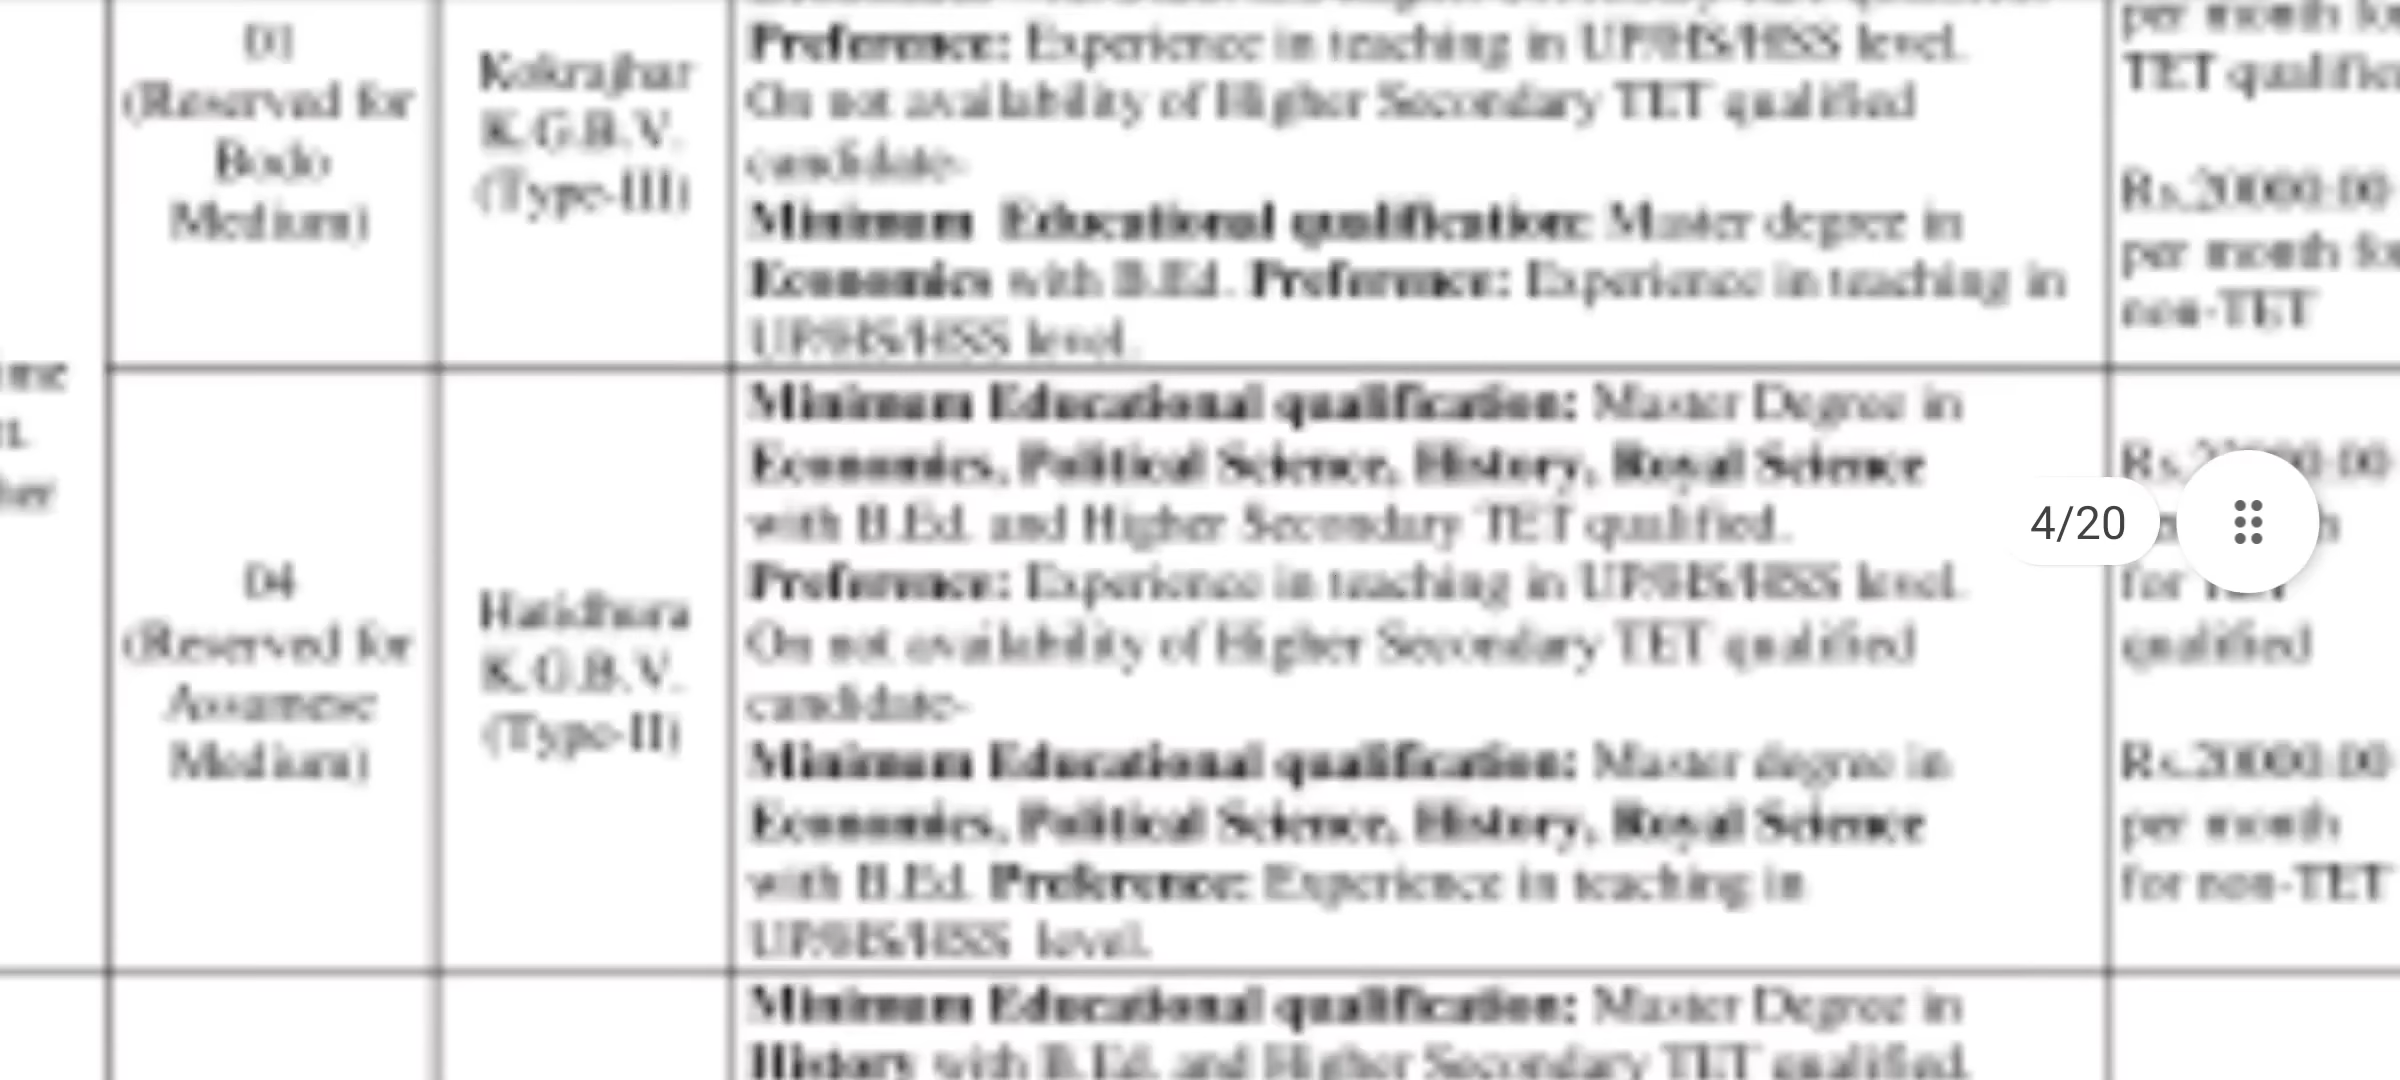 D1
(Reserved for
Bodo
Medium)
Kokrajhar
K.G.B.V.
(Type-III)
Preference: Experience in teaching in UP/HS/HSS level.
On not availability of Higher Secondary TET qualified
candidate-
Minimum Educational qualification: Master degree in
Economics with B.Ed. Preference: Experience in teaching in
UP/HS/HSS level.
per month for
TET qualified
Rs.20000.00
per month for
non-TET
D4
(Reserved for
Assamese
Medium)
Hatidhura
K.G.B.V.
(Type-II)
Minimum Educational qualification: Master Degree in
Economics, Political Science, History, Royal Science
with B.Ed. and Higher Secondary TET qualified.
Preference: Experience in teaching in UP/HS/HSS level.
On not availability of Higher Secondary TET qualified
candidate-
Minimum Educational qualification: Master degree in
Economics, Political Science, History, Royal Science
with B.Ed. Preference: Experience in teaching in
UP/HS/HSS level.
for TET
qualified
Rs.20000.00
per month
for non-TET
4/20
Minimum Educational qualification: Master Degree in
History with B.Ed. and Higher Secondary TET qualified.